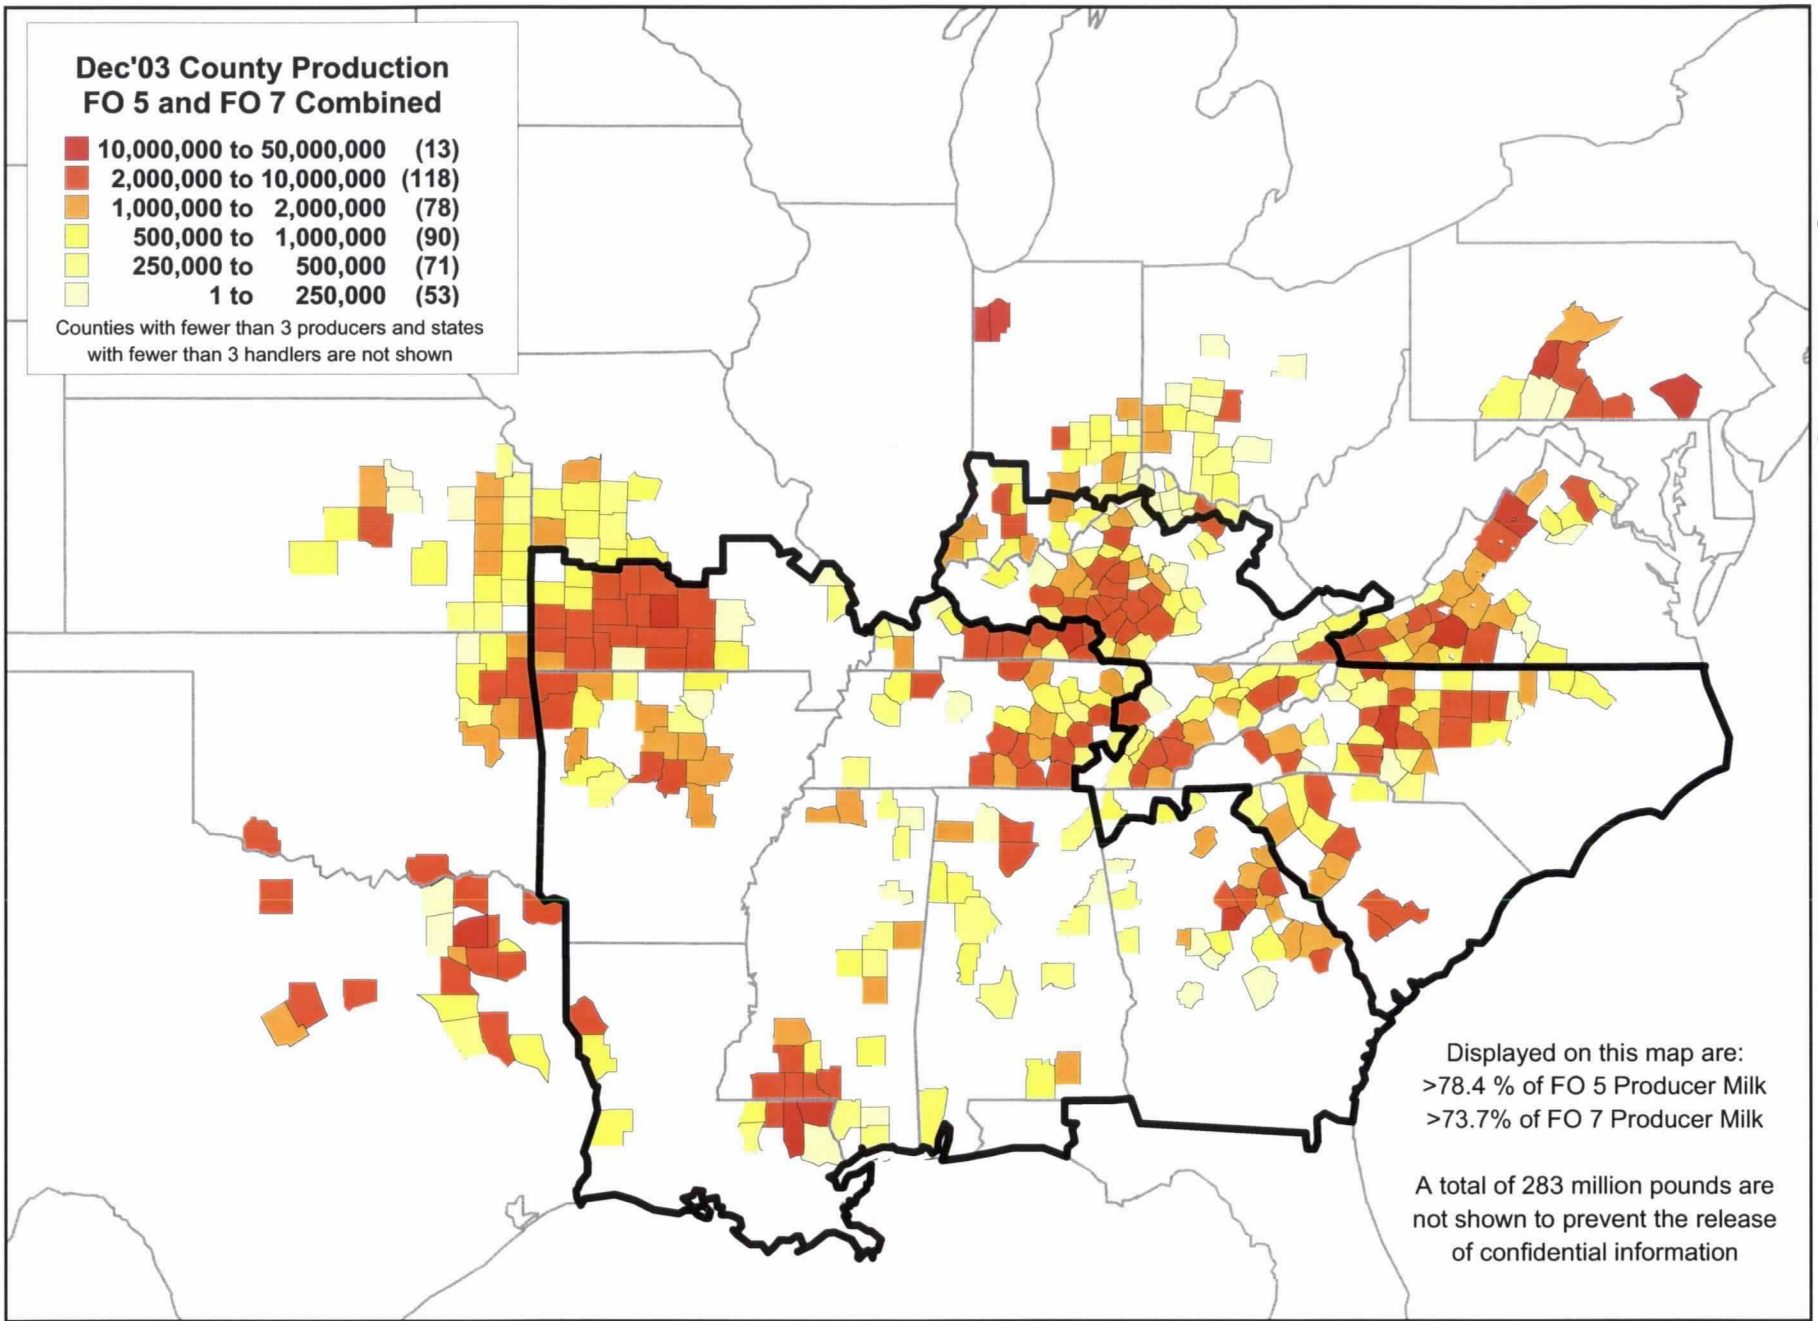 Dec'03 County Production
FO 5 and FO 7 Combined
10,000,000 to 50,000,000 (13)
2,000,000 to 10,000,000 (118)
1,000,000 to 2,000,000 (78)
500,000 to 1,000,000 (90)
250,000 to 500,000 (71)
1 to 250,000 (53)
Counties with fewer than 3 producers and states
with fewer than 3 handlers are not shown
Displayed on this map are:
>78.4 % of FO 5 Producer Milk
>73.7% of FO 7 Producer Milk
A total of 283 million pounds are
not shown to prevent the release
of confidential information